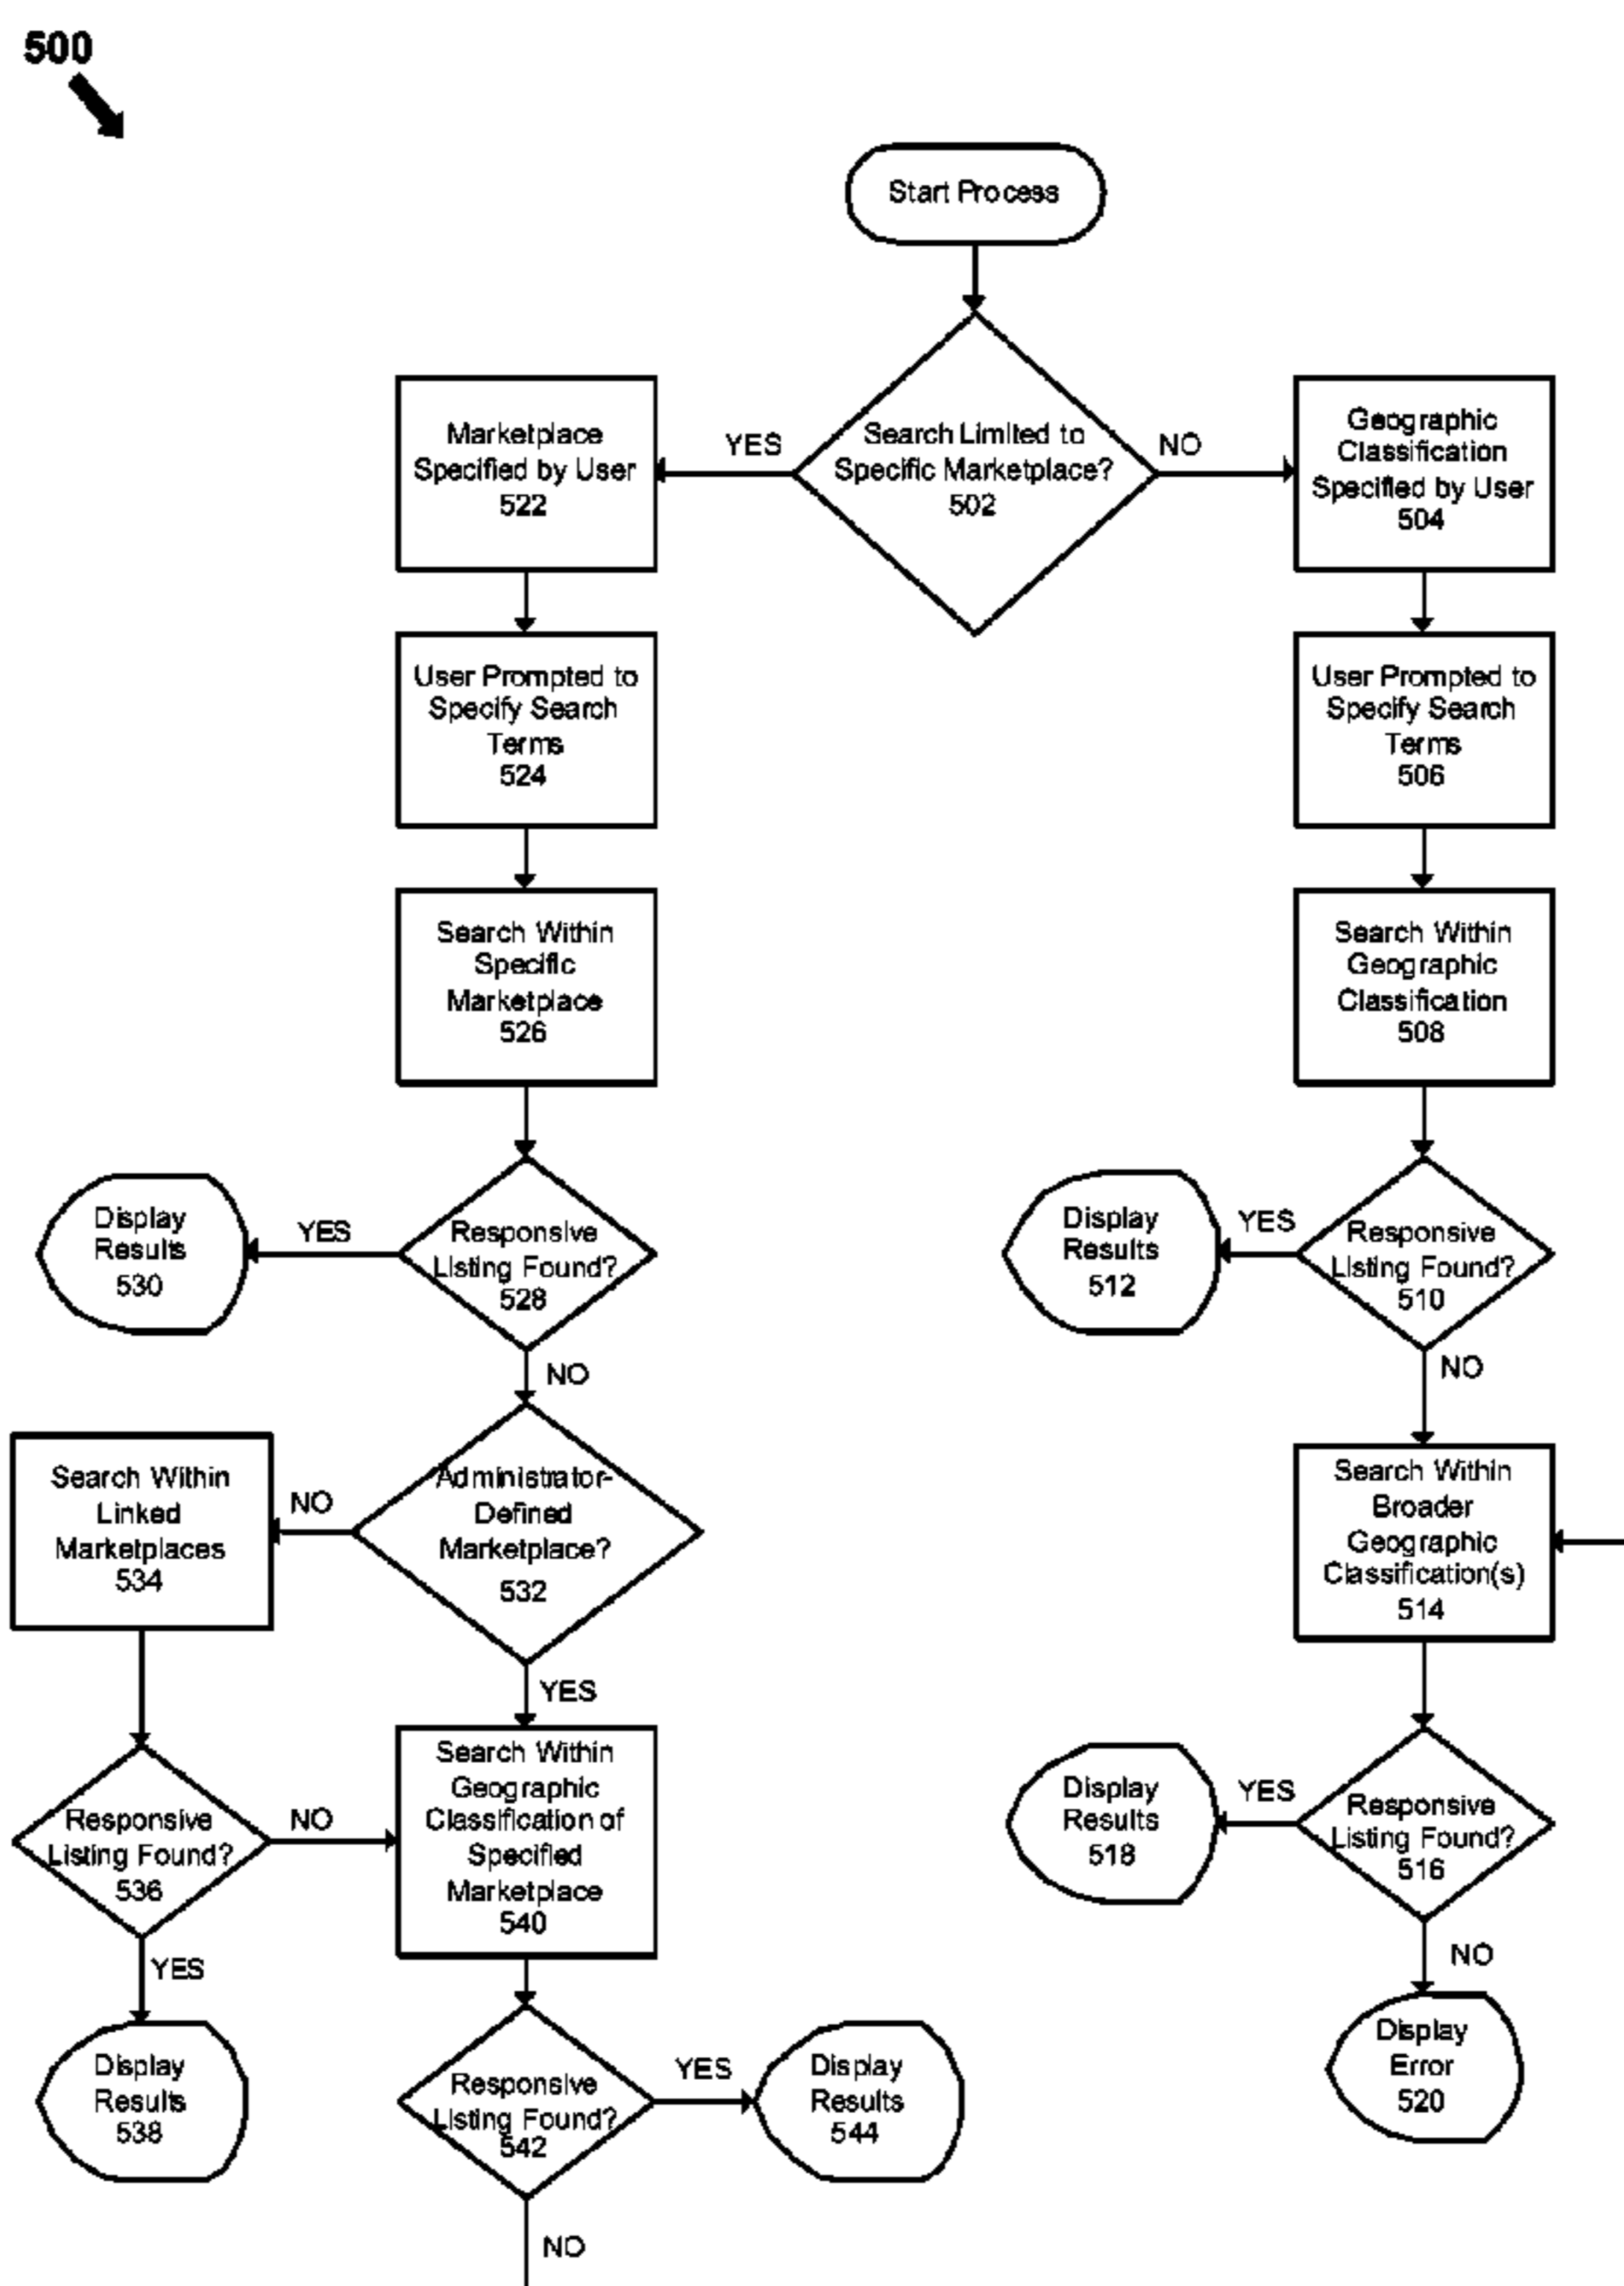 500
Start Process
Search Limited to
Specific Marketplace?
502
YES
NO
Marketplace
Specified by User
522
Geographic
Classification
Specified by User
504
User Prompted to
Specify Search
Terms
524
User Prompted to
Specify Search
Terms
506
Search Within
Specific
Marketplace
526
Search Within
Geographic
Classification
508
Display
Results
530
YES
Responsive
Listing Found?
528
NO
Display
Results
512
YES
Responsive
Listing Found?
510
NO
Search Within
Linked
Marketplaces
534
NO
Administrator-
Defined
Marketplace?
532
YES
Search Within
Broader
Geographic
Classification(s)
514
Responsive
Listing Found?
536
NO
YES
Search Within
Geographic
Classification of
Specified
Marketplace
540
Display
Results
518
YES
Responsive
Listing Found?
516
NO
Display
Results
538
Responsive
Listing Found?
542
YES
NO
Display
Results
544
Display
Error
520